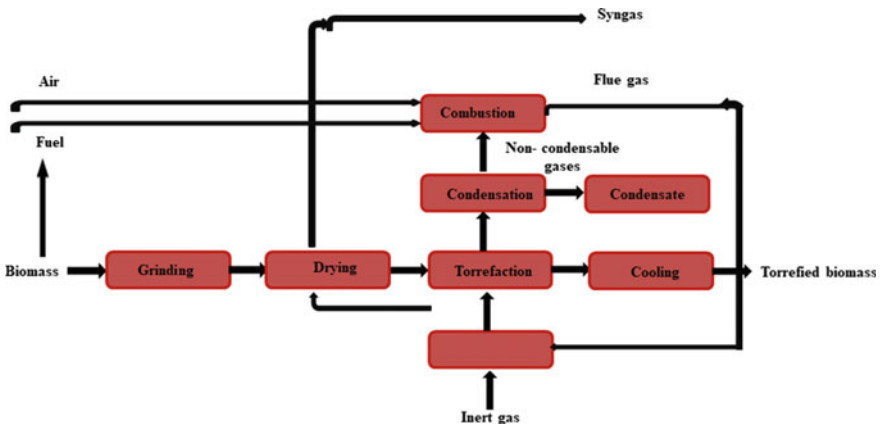 Syngas
Air
Flue gas
Combustion
Fuel
Non- condensable
gases
Condensation
Condensate
Biomass
Grinding
Drying
Torrefaction
Cooling
Torrefied biomass
Inert gas